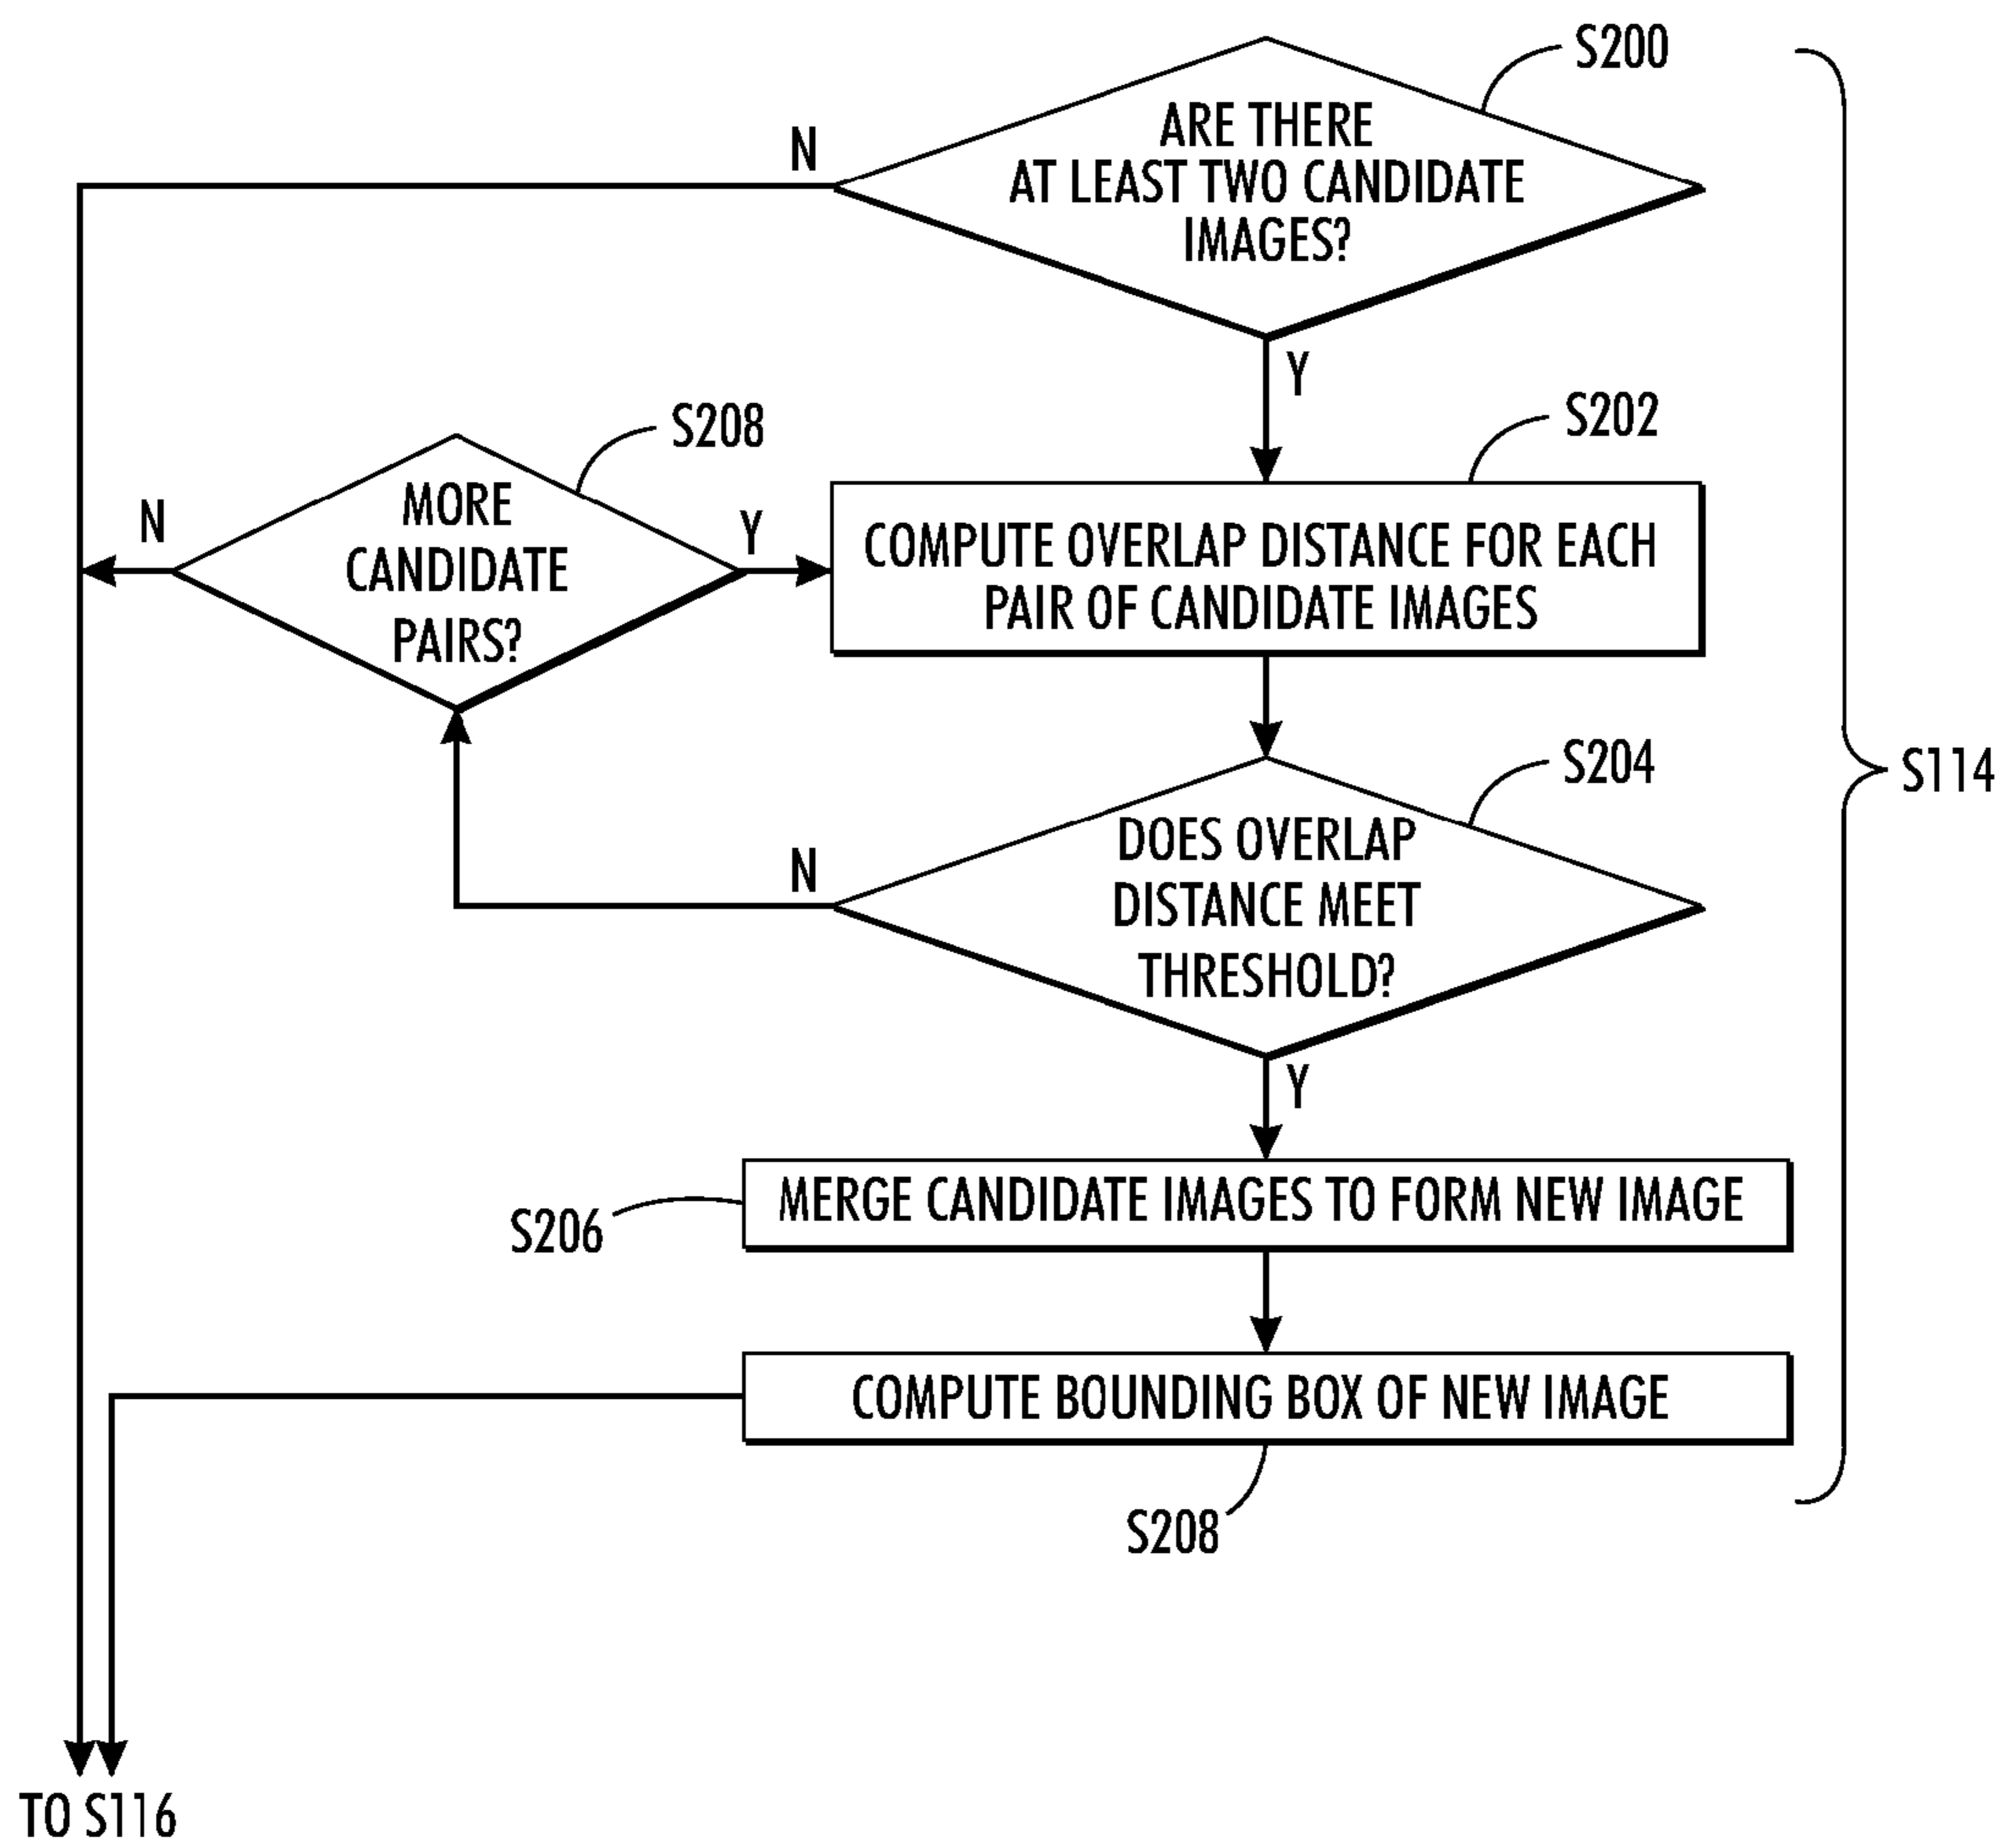 S200
ARE THERE
AT LEAST TWO CANDIDATE
IMAGES?
N
Y
S202
COMPUTE OVERLAP DISTANCE FOR EACH
PAIR OF CANDIDATE IMAGES
S208
MORE
CANDIDATE
PAIRS?
N
Y
S204
DOES OVERLAP
DISTANCE MEET
THRESHOLD?
N
Y
S114
S206
MERGE CANDIDATE IMAGES TO FORM NEW IMAGE
COMPUTE BOUNDING BOX OF NEW IMAGE
S208
TO S116